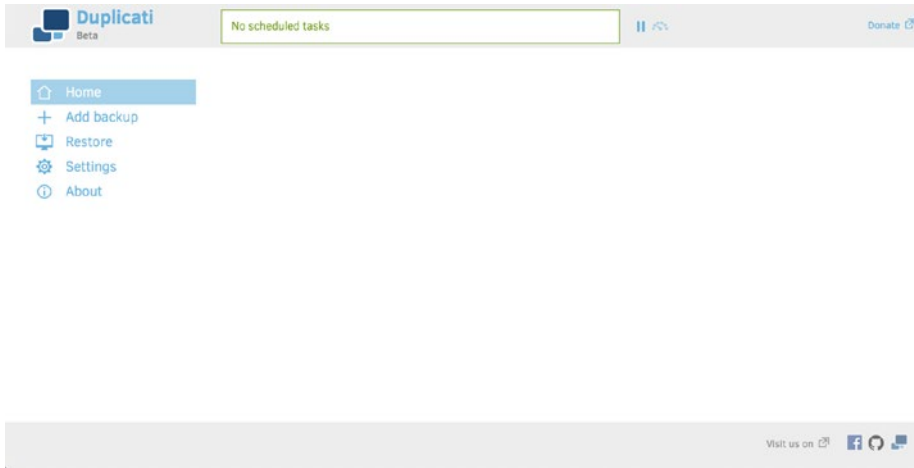 Duplicati
Beta
No scheduled tasks
Donate
Home
Add backup
Restore
Settings
About
Visit us on